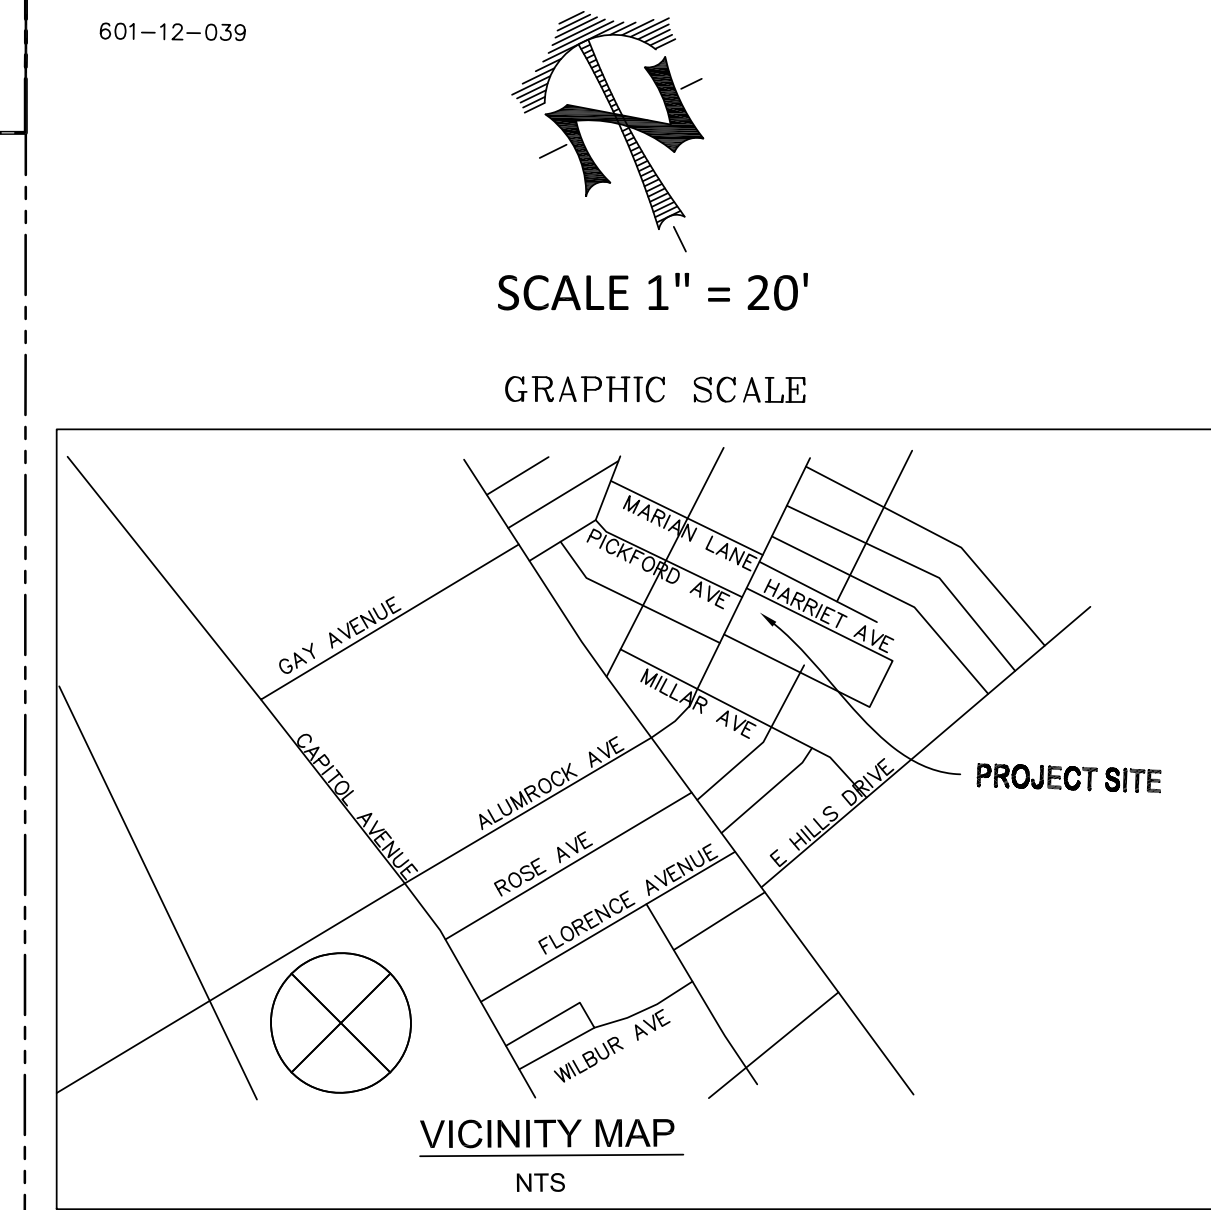 601-12-039
N
SCALE 1" = 20'
GRAPHIC SCALE
MARIAN LANE
PICKFORD AVE
HARRIET AVE
GAY AVENUE
MILLAR AVE
CAPITOL AVENUE
ALUMROCK AVE
PROJECT SITE
E HILLS DRIVE
ROSE AVE
FLORENCE AVENUE
WILBUR AVE
VICINITY MAP
NTS